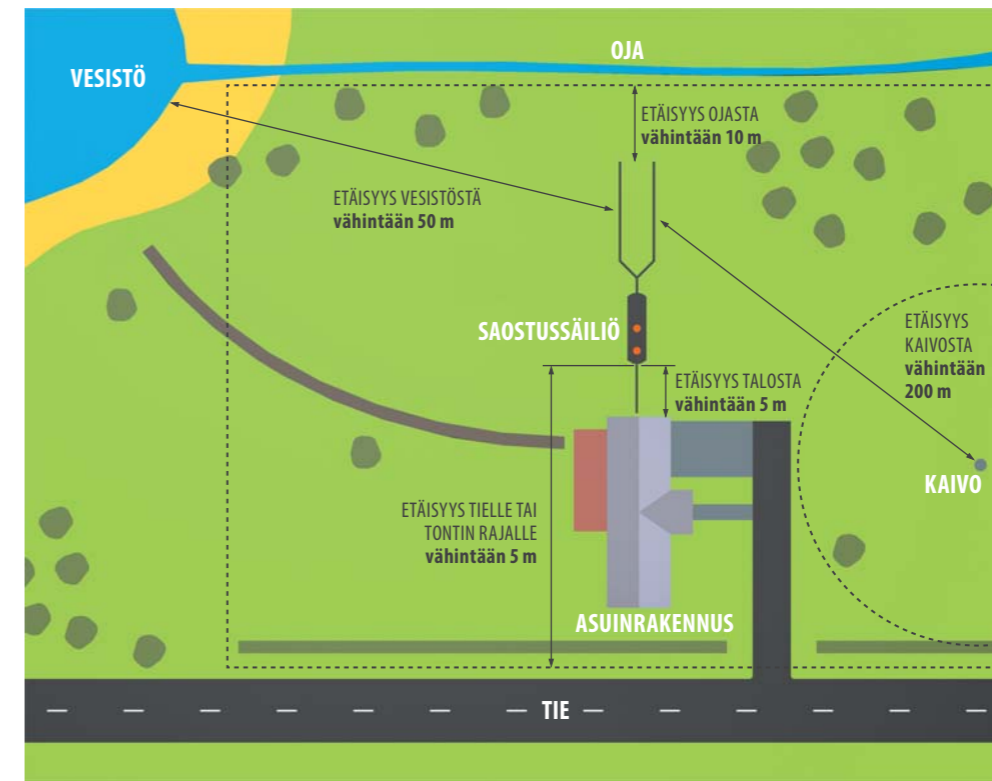 OJA
VESISTÖ
ETÄISYYS OJASTA
vähintään 10 m
ETÄISYYS VESISTÖSTÄ
vähintään 50 m
SAOSTUSSÄILIÖ
ETÄISYYS
KAIVOSTA
vähintään
200 m
ETÄISYYS TALOSTA
vähintään 5 m
KAIVO
ETÄISYYS TIELLE TAI
TONTIN RAJALLE
vähintään 5 m
ASUINRAKENNUS
TIE